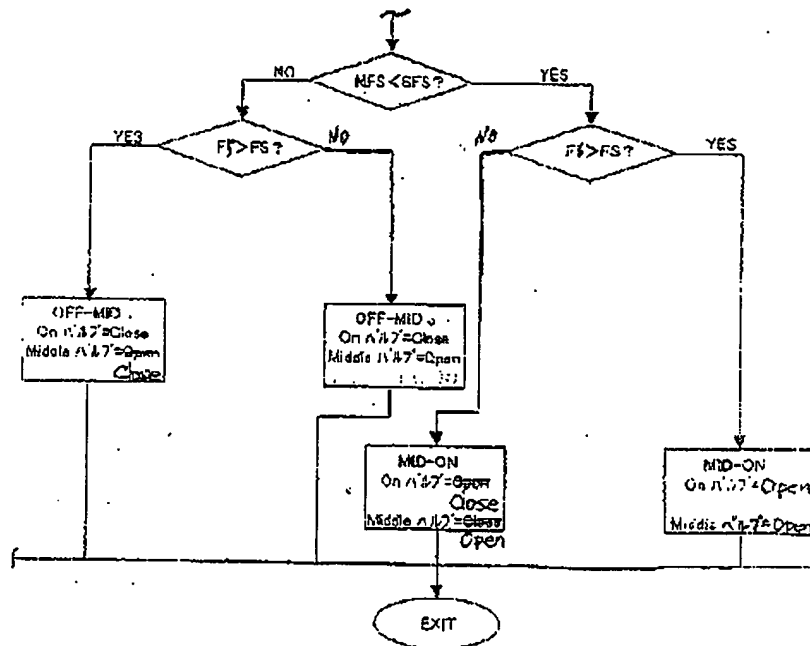 NO
MFS<SFS?
YES
YES
F5>FS?
NO
NO
FS?
YES
OFF-MID
On バルブ=Close
Middle バルブ=Open
Close
OFF-MID
On バルブ=Close
Middle バルブ=Open
MID-ON
On バルブ=Open
Close
Middle バルブ=Close
Open
MID-ON
On バルブ=Open
Middle バルブ=Open
EXIT